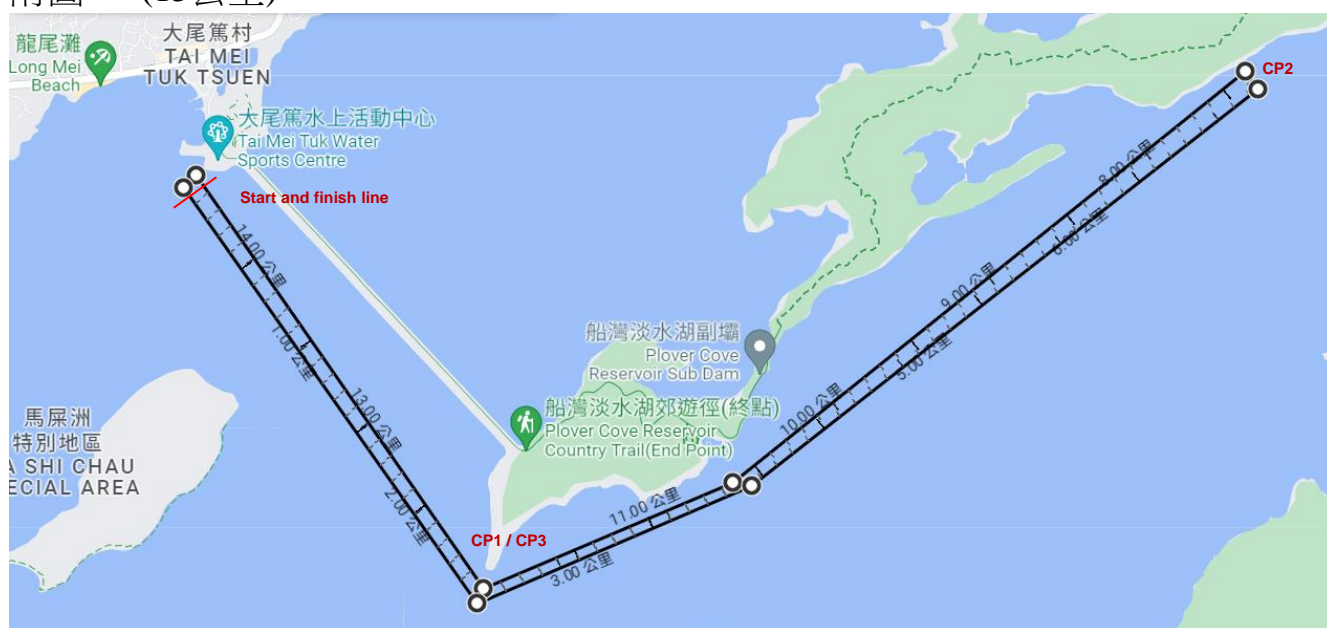 (15公里)
龍尾灘
Long Mei
Beach
大尾篤村
TAI MEI
TUK TSUEN
大尾篤水上活動中心
Tai Mei Tuk Water
Sports Centre
Start and finish line
CP2
14.00 公里
1.00 公里
13.00 公里
2.00 公里
8.00 公里
6.00 公里
9.00 公里
5.00 公里
船灣淡水湖副壩
Plover Cove
Reservoir Sub Dam
船灣淡水湖郊遊徑(終點)
Plover Cove Reservoir
Country Trail(End Point)
10.00 公里
11.00 公里
3.00 公里
CP1 / CP3
馬屎洲
特別地區
A SHI CHAU
ECIAL AREA